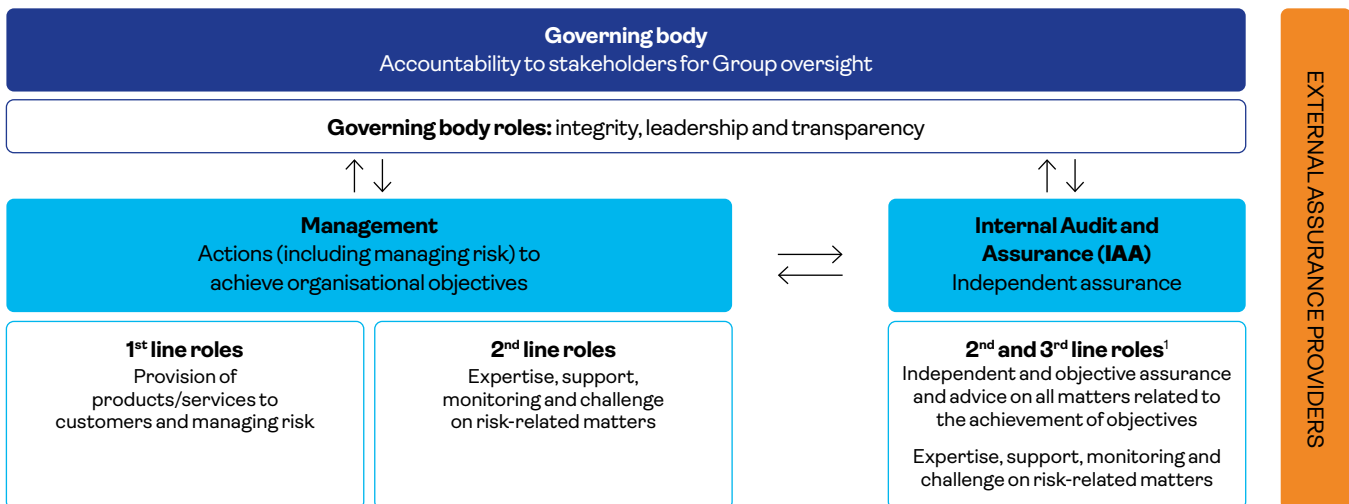 Governing body
Accountability to stakeholders for Group oversight
Governing body roles: integrity, leadership and transparency
Management
Actions (including managing risk) to
achieve organisational objectives
Internal Audit and
Assurance (IAA)
Independent assurance
1st line roles
Provision of
products/services to
customers and managing risk
2nd line roles
Expertise, support,
monitoring and challenge
on risk-related matters
2nd and 3rd line roles1
Independent and objective assurance
and advice on all matters related to
the achievement of objectives
Expertise, support, monitoring and
challenge on risk-related matters
EXTERNAL ASSURANCE PROVIDERS